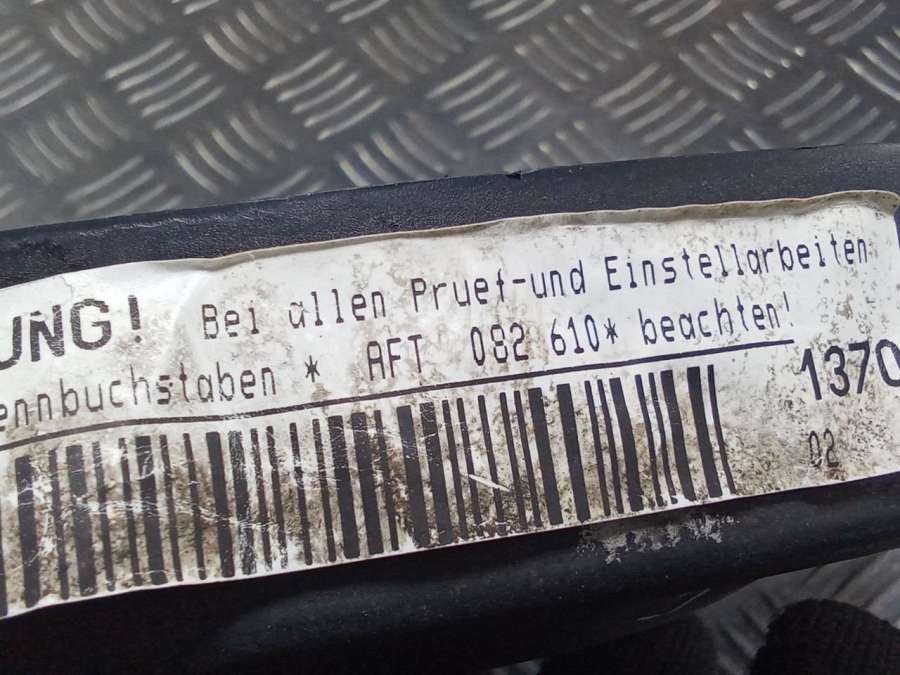 UNG! Bei allen Pruef-und Einstellarbeiten
ennbuchstaben * AFT 082 610* beachten!
1370
02